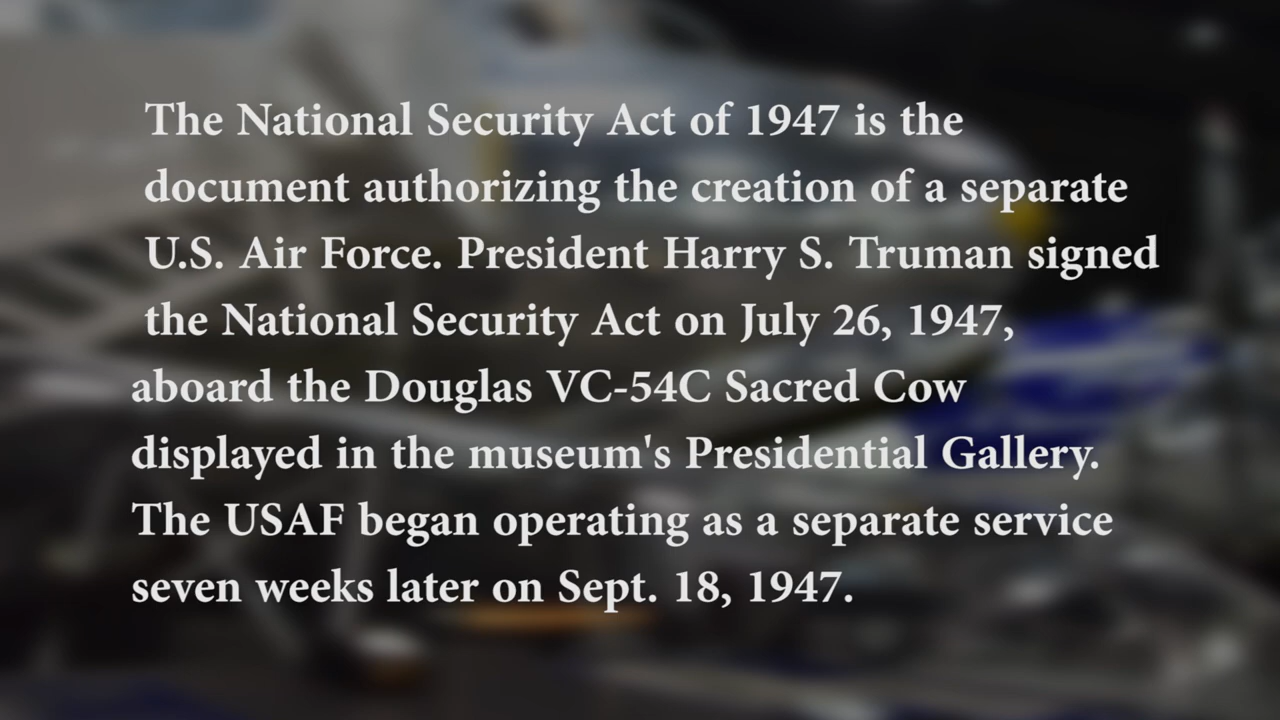 The National Security Act of 1947 is the
document authorizing the creation of a separate
U.S. Air Force. President Harry S. Truman signed
the National Security Act on July 26, 1947,
aboard the Douglas VC-54C Sacred Cow
displayed in the museum's Presidential Gallery.
The USAF began operating as a separate service
seven weeks later on Sept. 18, 1947.